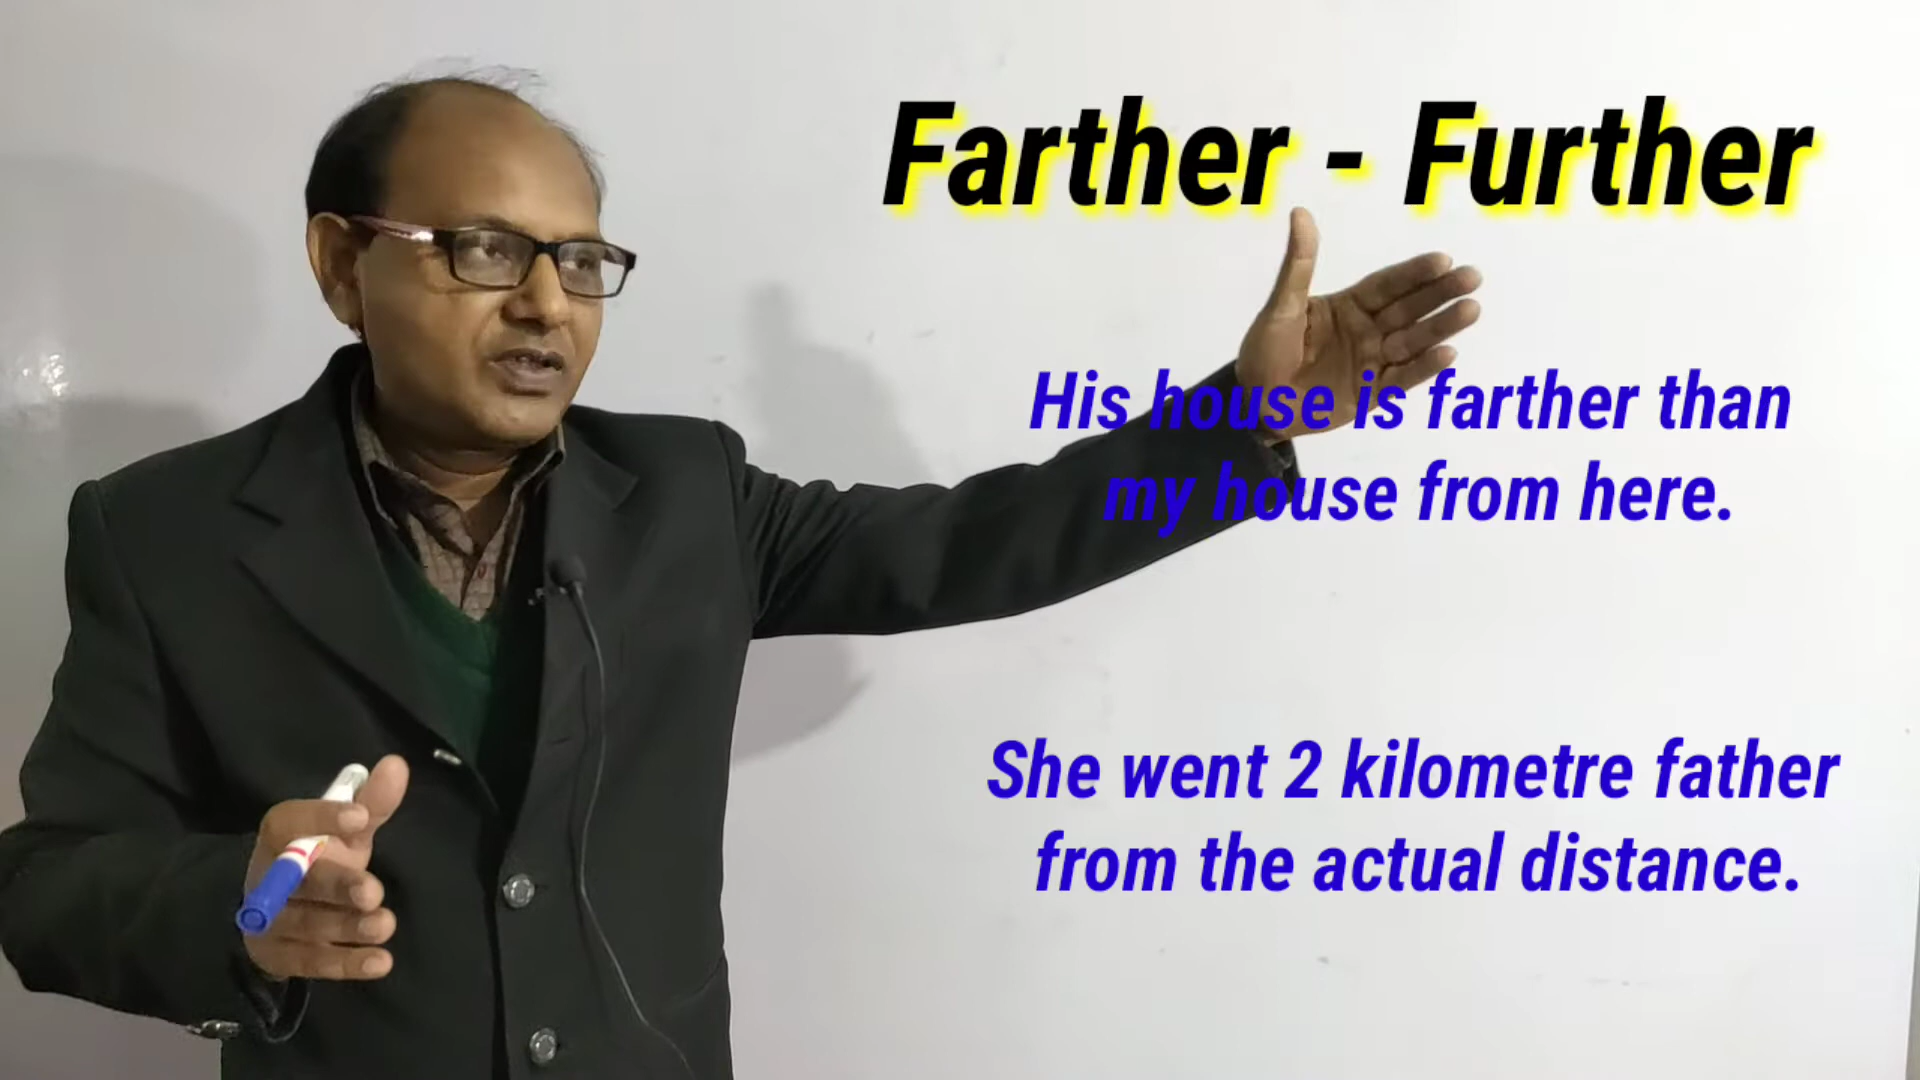 Farther - Further
His house is farther than
my house from here.
She went 2 kilometre father
from the actual distance.